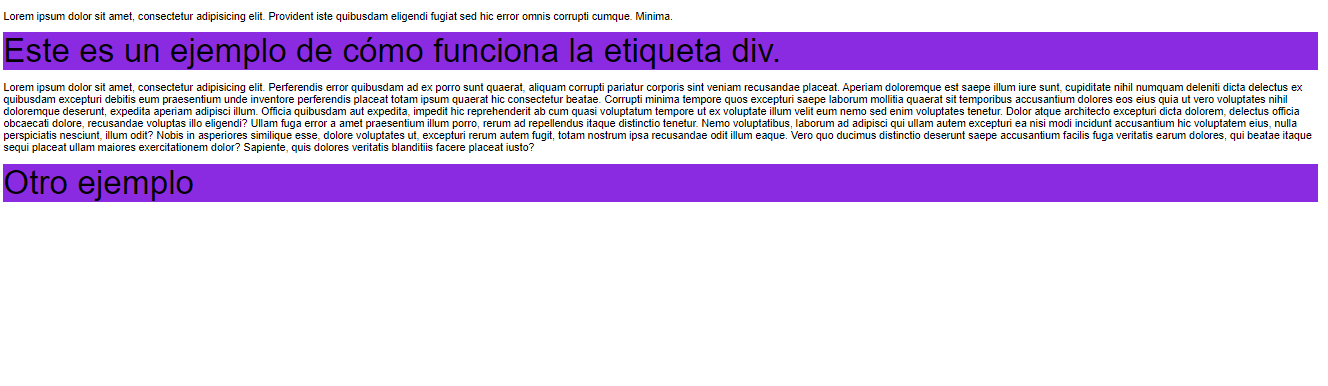 Lorem ipsum dolor sit amet, consectetur adipisicing elit. Provident iste quibusdam eligendi fugiat sed hic error omnis corrupti cumque. Minima.
Este es un ejemplo de cómo funciona la etiqueta div.
Lorem ipsum dolor sit amet, consectetur adipisicing elit. Perferendis error quibusdam ad ex porro sunt quaerat, aliquam corrupti pariatur corporis sint veniam recusandae placeat. Aperiam doloremque est saepe illum iure sunt, cupiditate nihil numquam deleniti dicta delectus ex
quibusdam excepturi debitis eum praesentium unde inventore perferendis placeat totam ipsum quaerat hic consectetur beatae. Corrupti minima tempore quos excepturi saepe laborum mollitia quaerat sit temporibus accusantium dolores eos eius quia ut vero voluptates nihil
doloremque deserunt, expedita aperiam adipisci illum. Officia quibusdam aut expedita, impedit hic reprehenderit ab cum quasi voluptatum tempore ut ex voluptate illum velit eum nemo sed enim voluptates tenetur. Dolor atque architecto excepturi dicta dolorem, delectus officia
obcaecati dolore, recusandae voluptas illo eligendi? Ullam fuga error a amet praesentium illum porro, rerum ad repellendus itaque distinctio tenetur. Nemo voluptatibus, laborum ad adipisci qui ullam autem excepturi ea nisi modi incidunt accusantium hic voluptatem eius, nulla
perspiciatis nesciunt, illum odit? Nobis in asperiores similique esse, dolore voluptates ut, excepturi rerum autem fugit, totam nostrum ipsa recusandae odit illum eaque. Vero quo ducimus distinctio deserunt saepe accusantium facilis fuga veritatis earum dolores, qui beatae itaque
sequi placeat ullam maiores exercitationem dolor? Sapiente, quis dolores veritatis blanditiis facere placeat iusto?
Otro ejemplo